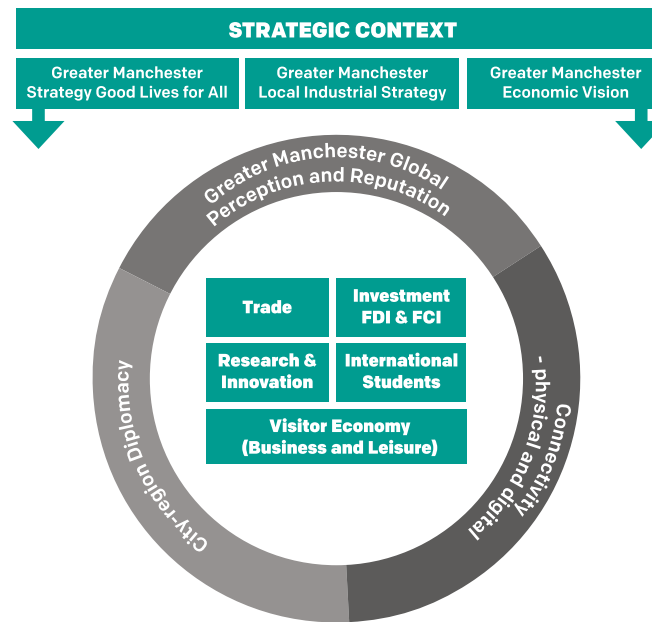 STRATEGIC CONTEXT
Greater Manchester
Strategy Good Lives for All
Greater Manchester
Local Industrial Strategy
Greater Manchester
Economic Vision
Greater Manchester Global
Perception and Reputation
Trade
Investment
FDI & FCI
Research &
Innovation
International
Students
Visitor Economy
(Business and Leisure)
City-region Diplomacy
Connectivity
- physical and digital